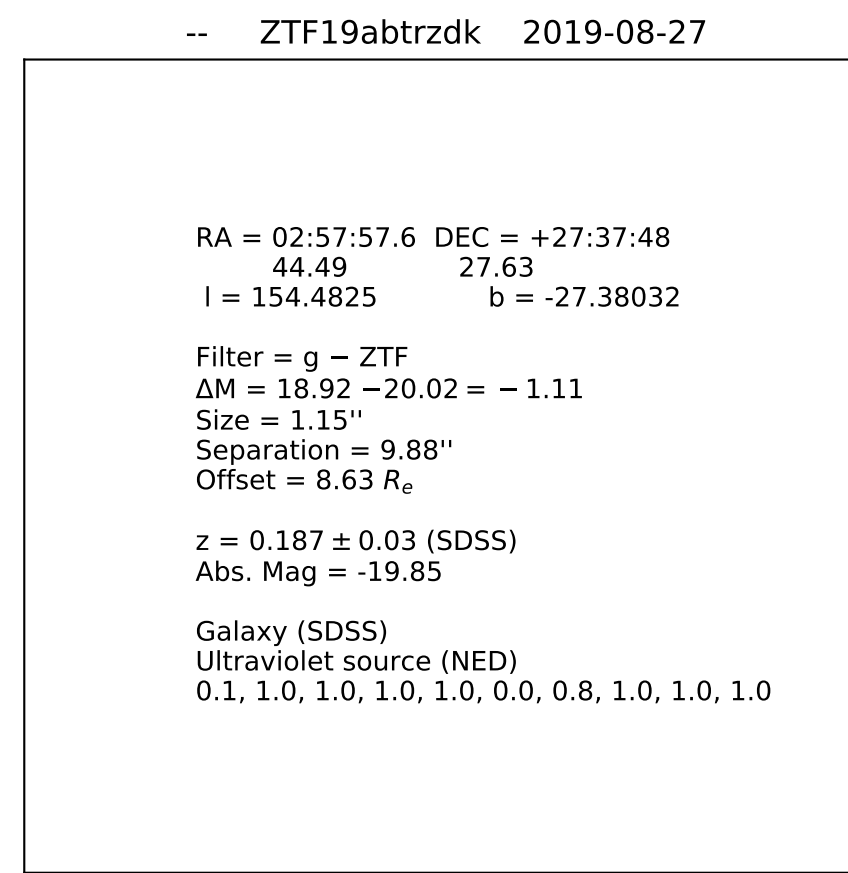 -- ZTF19abtrzdk 2019-08-27
RA = 02:57:57.6 DEC = +27:37:48
44.49 27.63
l = 154.4825 b = -27.38032
Filter = g − ZTF
ΔM = 18.92 −20.02 = − 1.11
Size = 1.15''
Separation = 9.88''
Offset = 8.63 Re
z = 0.187 ± 0.03 (SDSS)
Abs. Mag = -19.85
Galaxy (SDSS)
Ultraviolet source (NED)
0.1, 1.0, 1.0, 1.0, 1.0, 0.0, 0.8, 1.0, 1.0, 1.0